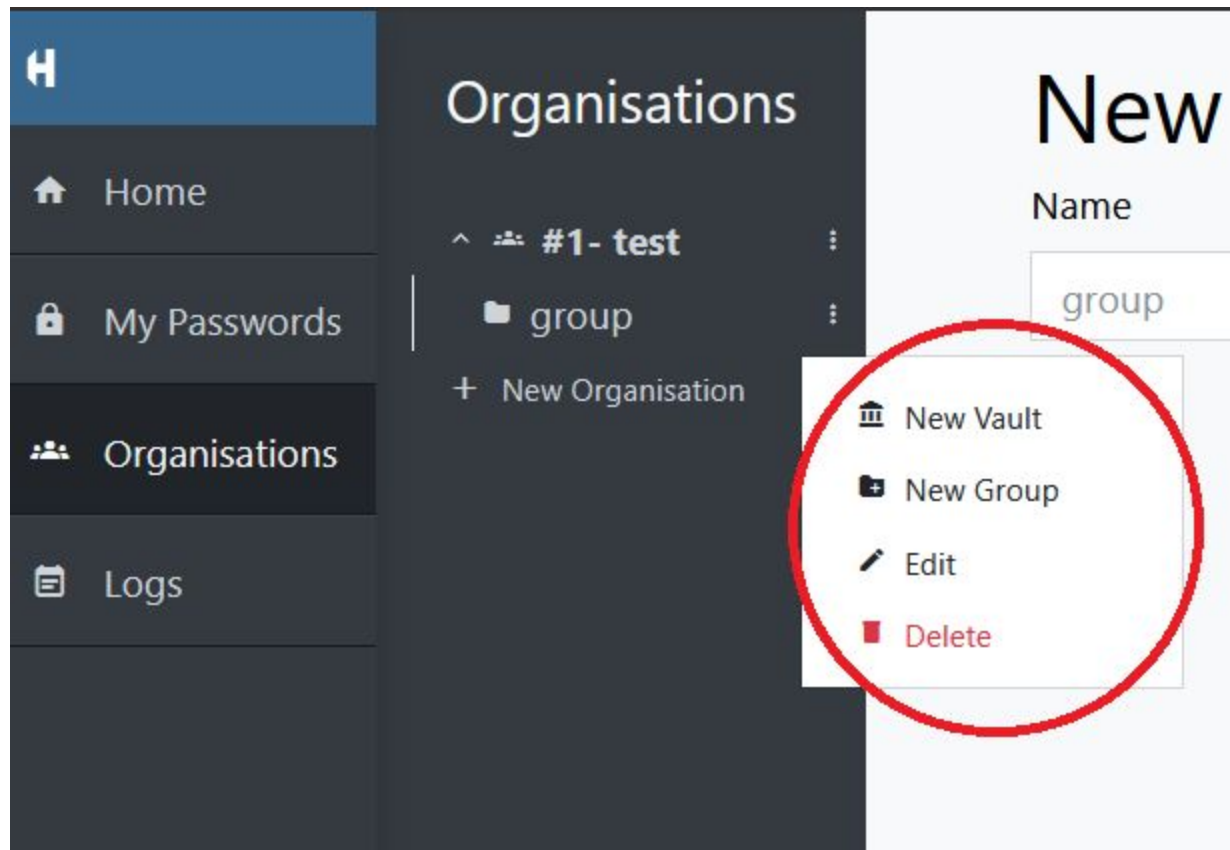 H
Home
My Passwords
Organisations
Logs
Organisations
#1- test
group
New Organisation
New
Name
group
New Vault
New Group
Edit
Delete